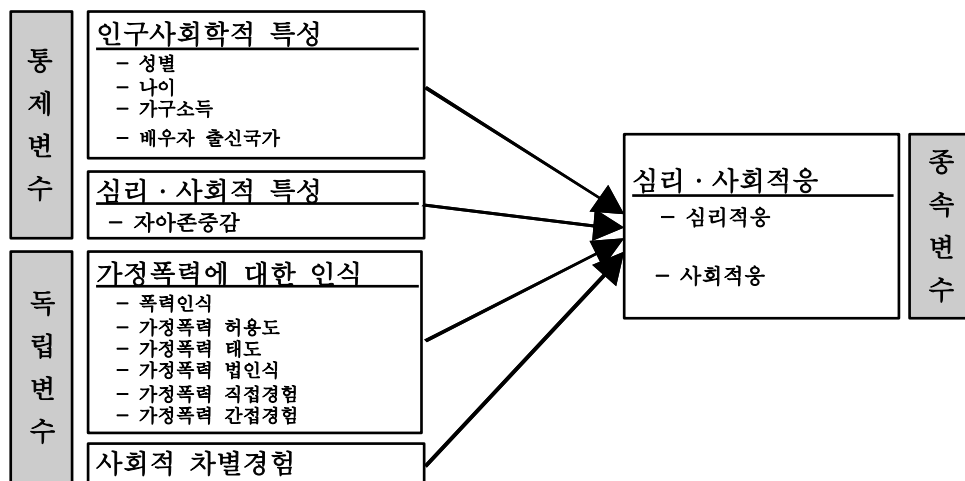 통제변수
인구사회학적 특성
- 성별
- 나이
- 가구소득
- 배우자 출신국가
심리·사회적 특성
- 자아존중감
독립변수
가정폭력에 대한 인식
- 폭력인식
- 가정폭력 허용도
- 가정폭력 태도
- 가정폭력 법인식
- 가정폭력 직접경험
- 가정폭력 간접경험
사회적 차별경험
심리·사회적응
- 심리적응
- 사회적응
종속변수